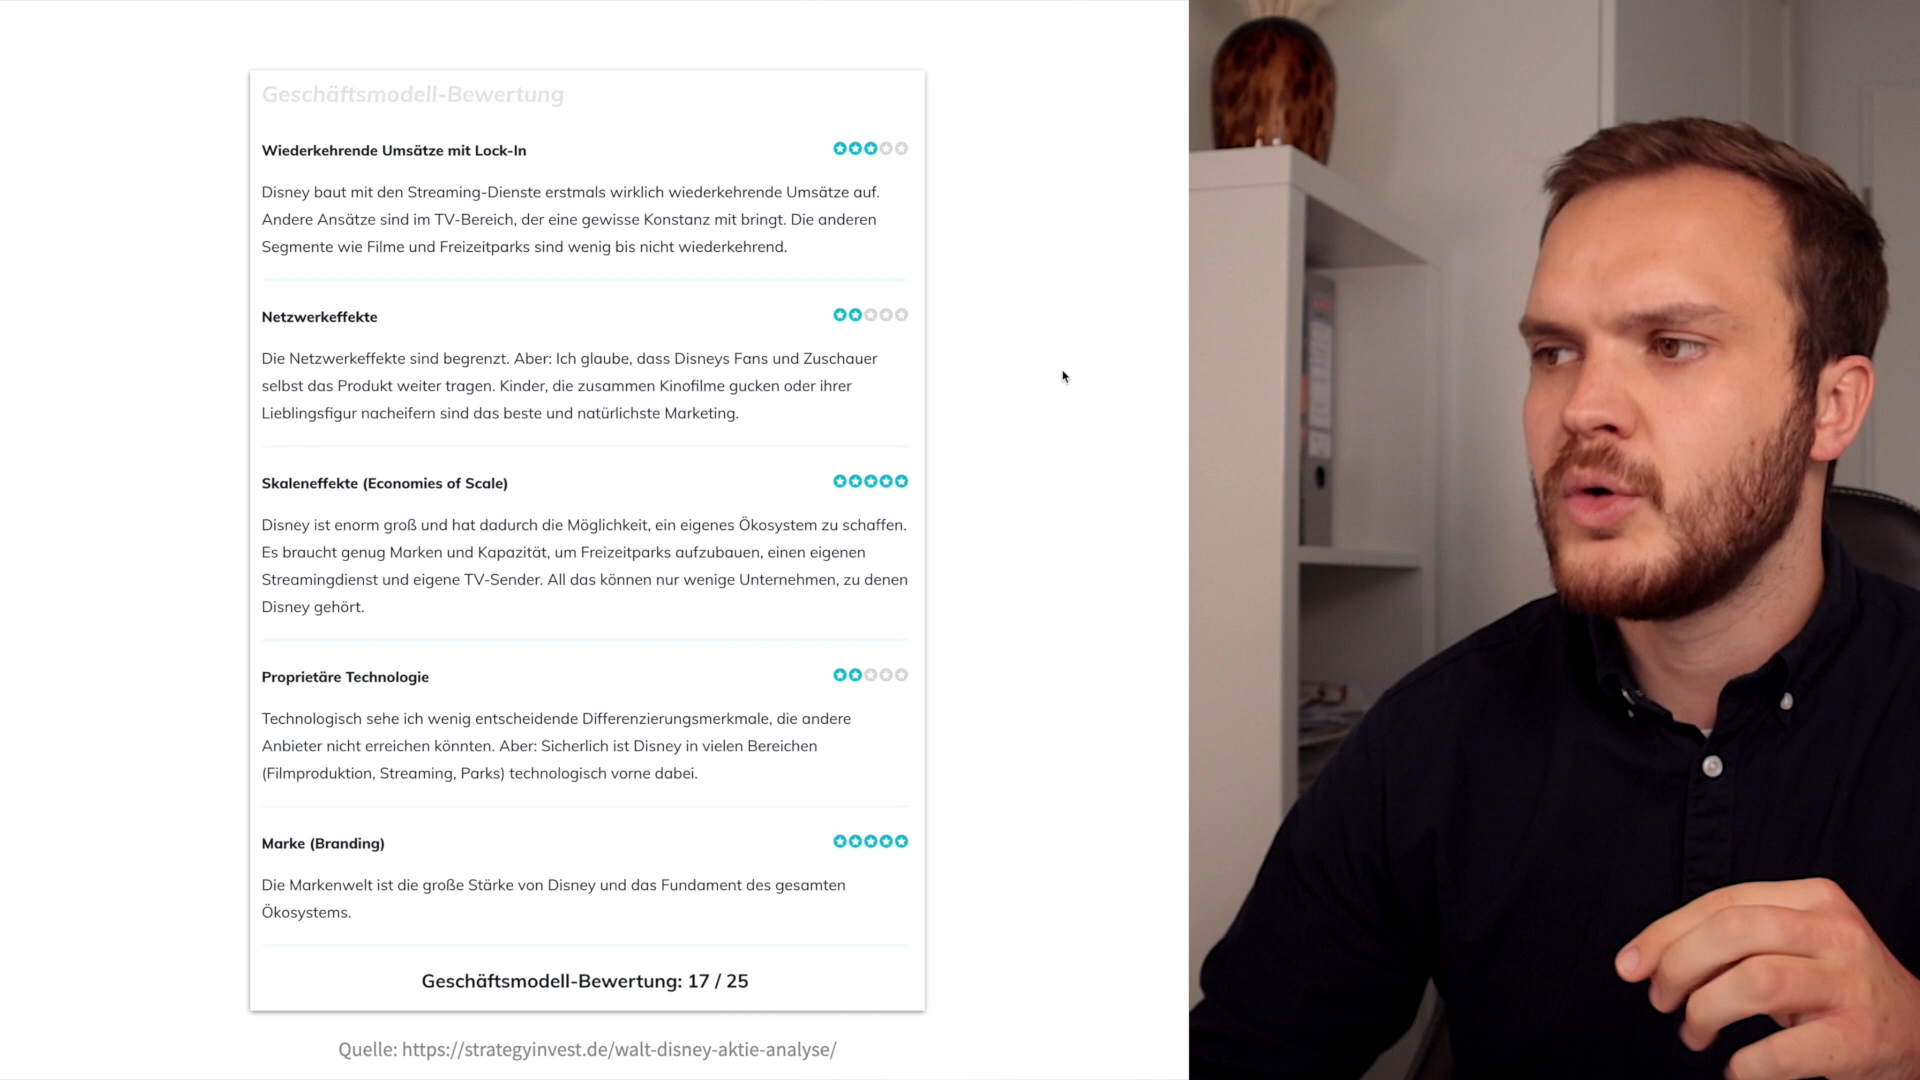 Geschäftsmodell-Bewertung
Wiederkehrende Umsätze mit Lock-In
Disney baut mit den Streaming-Dienste erstmals wirklich wiederkehrende Umsätze auf.
Andere Ansätze sind im TV-Bereich, der eine gewisse Konstanz mit bringt. Die anderen
Segmente wie Filme und Freizeitparks sind wenig bis nicht wiederkehrend.
Netzwerkeffekte
Die Netzwerkeffekte sind begrenzt. Aber: Ich glaube, dass Disneys Fans und Zuschauer
selbst das Produkt weiter tragen. Kinder, die zusammen Kinofilme gucken oder ihrer
Lieblingsfigur nacheifern sind das beste und natürlichste Marketing.
Skaleneffekte (Economies of Scale)
Disney ist enorm groß und hat dadurch die Möglichkeit, ein eigenes Ökosystem zu schaffen.
Es braucht genug Marken und Kapazität, um Freizeitparks aufzubauen, einen eigenen
Streamingdienst und eigene TV-Sender. All das können nur wenige Unternehmen, zu denen
Disney gehört.
Proprietäre Technologie
Technologisch sehe ich wenig entscheidende Differenzierungsmerkmale, die andere
Anbieter nicht erreichen könnten. Aber: Sicherlich ist Disney in vielen Bereichen
(Filmproduktion, Streaming, Parks) technologisch vorne dabei.
Marke (Branding)
Die Markenwelt ist die große Stärke von Disney und das Fundament des gesamten
Ökosystems.
Geschäftsmodell-Bewertung: 17 / 25
Quelle: https://strategyinvest.de/walt-disney-aktie-analyse/